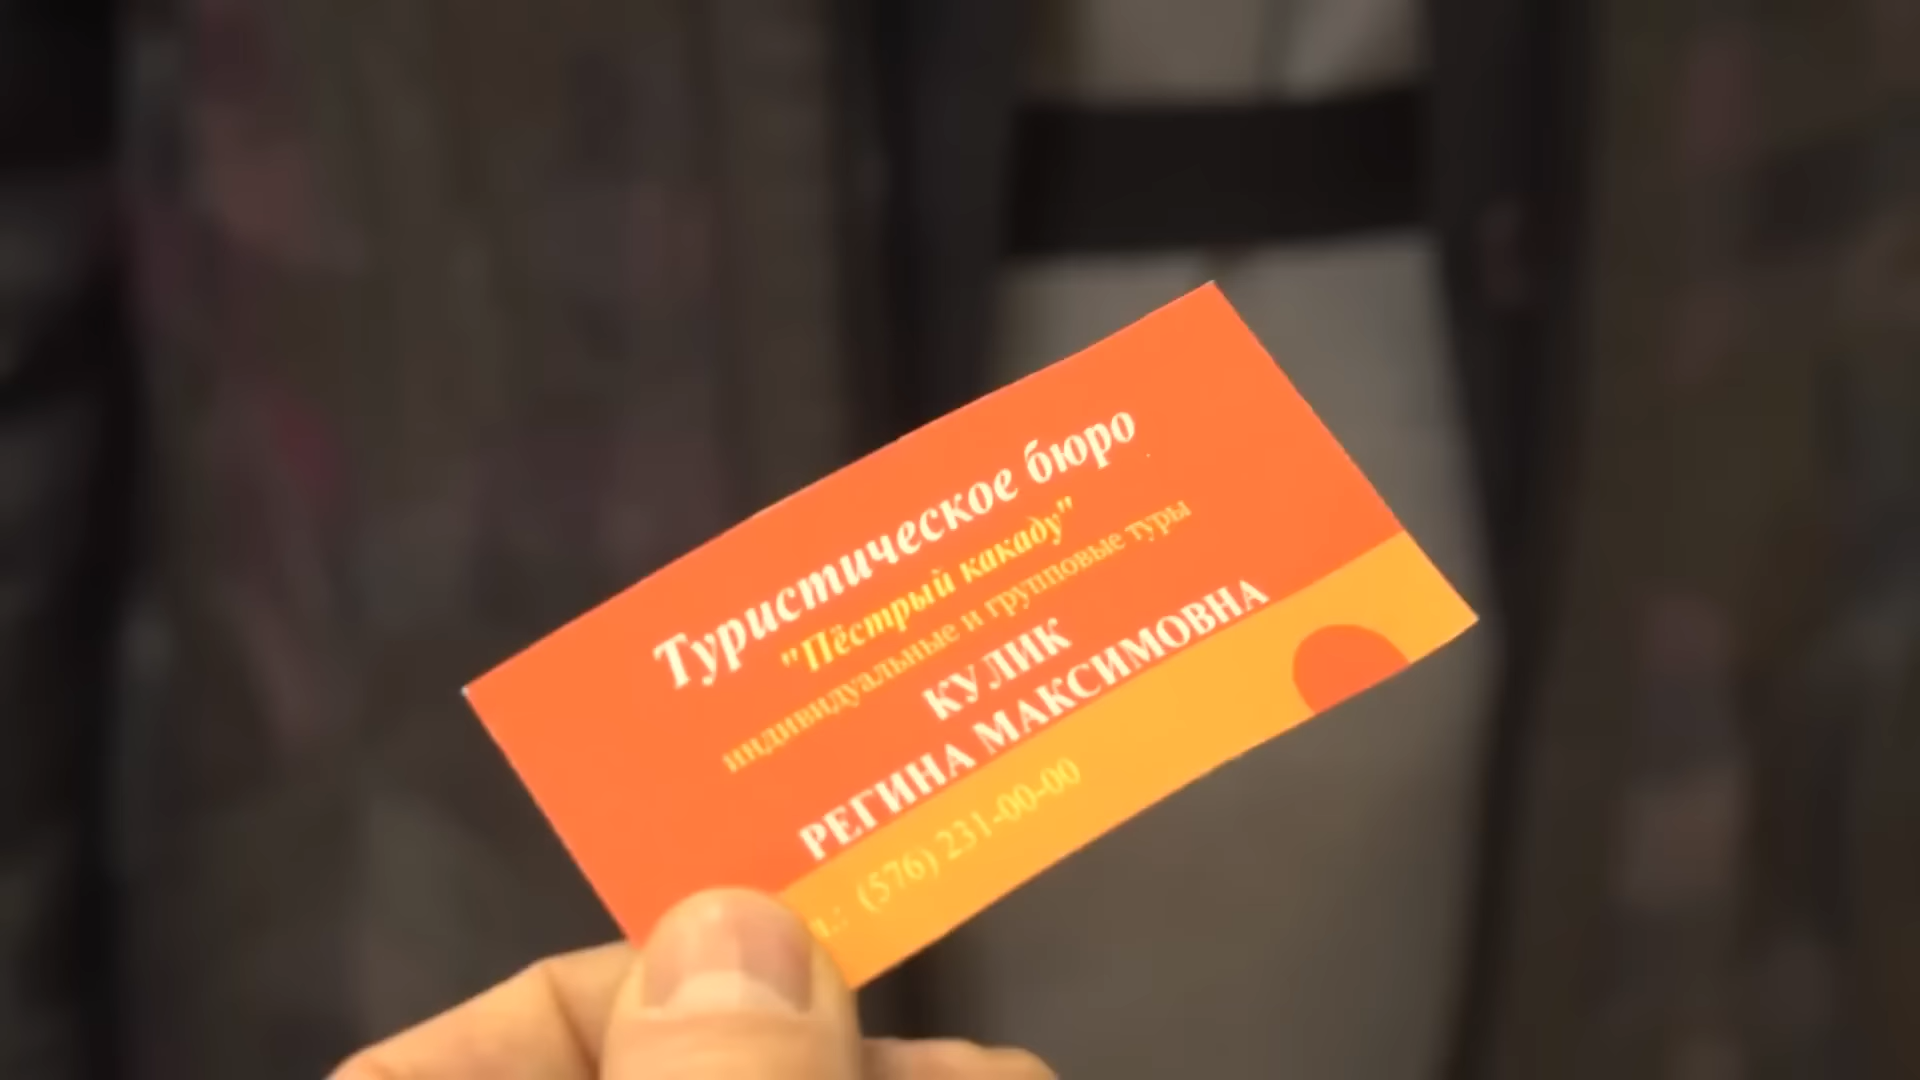 Туристическое бюро
"Пёстрый какаду"
индивидуальные и групповые туры
КУЛИК
РЕГИНА МАКСИМОВНА
л.: (576) 231-00-00